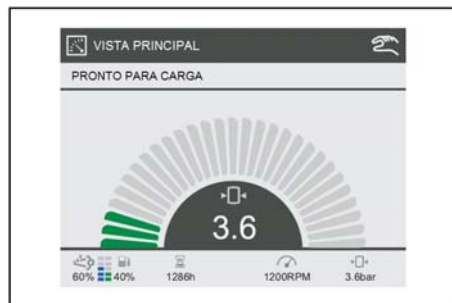 VISTA PRINCIPAL
PRONTO PARA CARGA
3.6
60% 40% 1286h 1200RPM 3.6bar